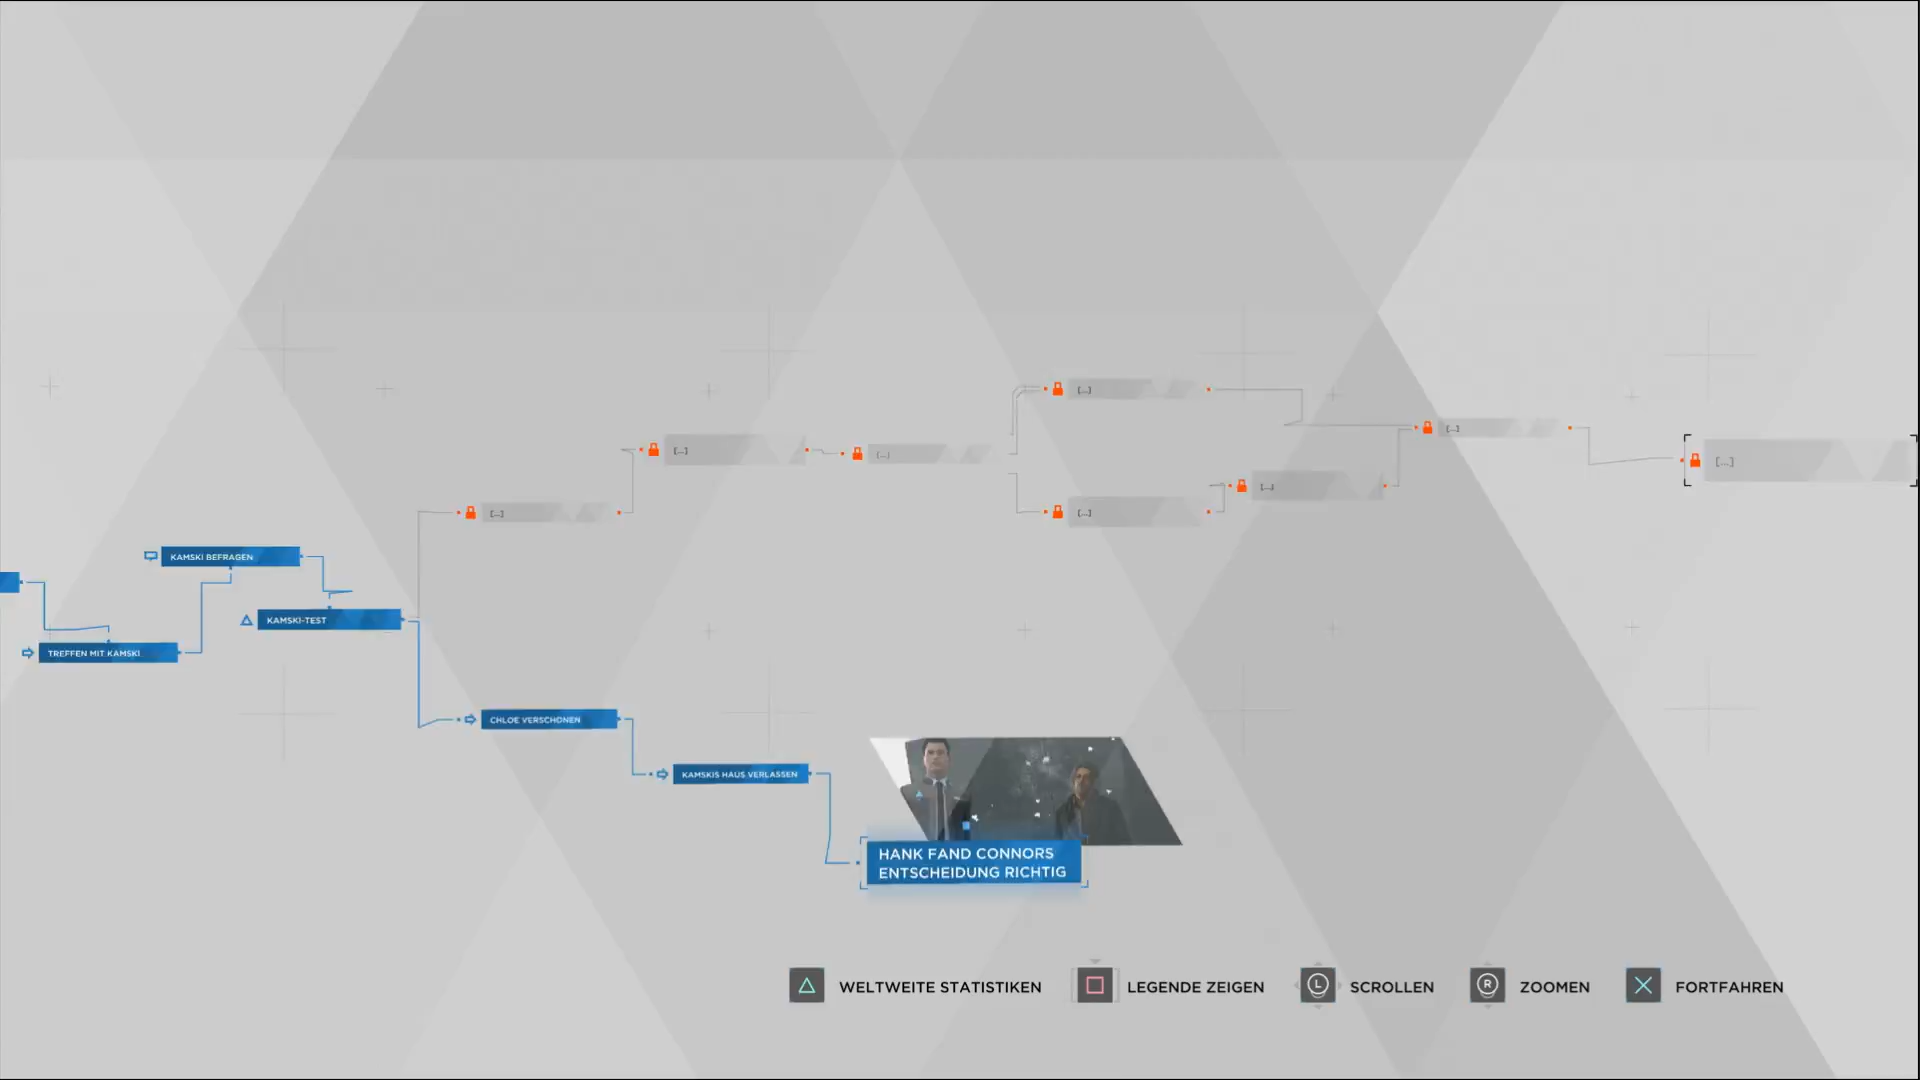 [...]
[...]
[...]
[...]
[...]
[...]
[...]
[...]
KAMSKI BEFRAGEN
KAMSKI-TEST
TREFFEN MIT KAMSKI
CHLOE VERSCHONEN
KAMSKIS HAUS VERLASSEN
HANK FAND CONNORS
ENTSCHEIDUNG RICHTIG
WELTWEITE STATISTIKEN
LEGENDE ZEIGEN
L
SCROLLEN
R
ZOOMEN
FORTFAHREN